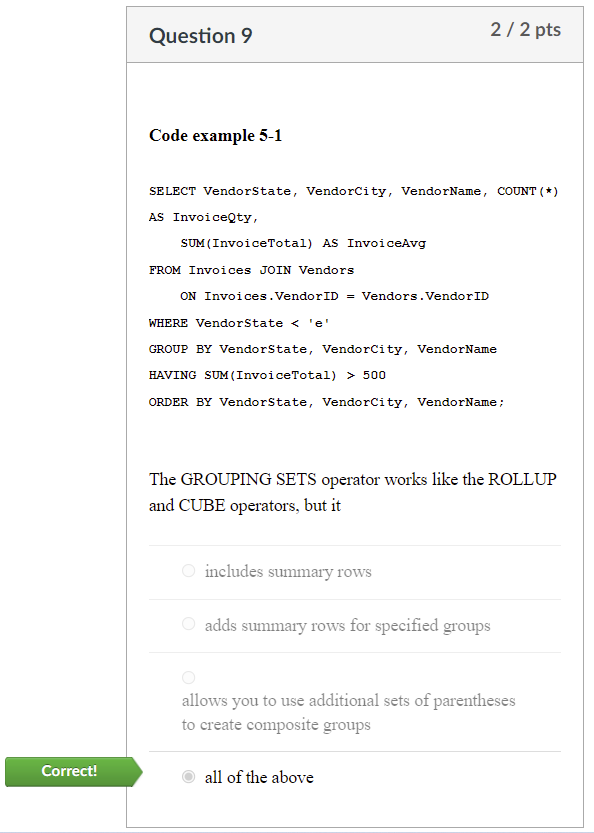 Question 9
2 / 2 pts
Code example 5-1
SELECT VendorState, VendorCity, VendorName, COUNT(*)
AS InvoiceQty,
SUM(InvoiceTotal) AS InvoiceAvg
FROM Invoices JOIN Vendors
ON Invoices.VendorID = Vendors.VendorID
WHERE VendorState < 'e'
GROUP BY VendorState, VendorCity, VendorName
HAVING SUM(InvoiceTotal) > 500
ORDER BY VendorState, VendorCity, VendorName;
The GROUPING SETS operator works like the ROLLUP
and CUBE operators, but it
includes summary rows
adds summary rows for specified groups
allows you to use additional sets of parentheses
to create composite groups
Correct!
all of the above